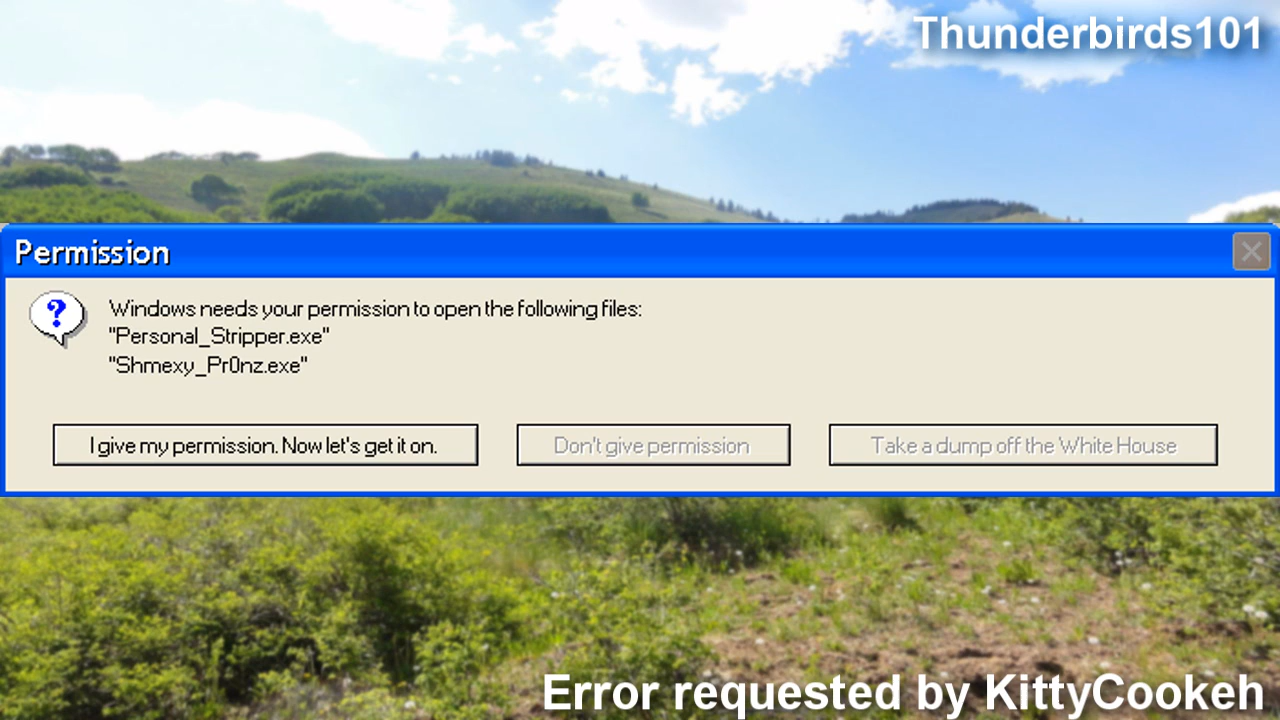 Thunderbirds101
Permission
Windows needs your permission to open the following files:
"Personal_Stripper.exe"
"Shmexy_Pr0nz.exe"
I give my permission. Now let's get it on.
Don't give permission
Take a dump off the White House
Error requested by KittyCookeh